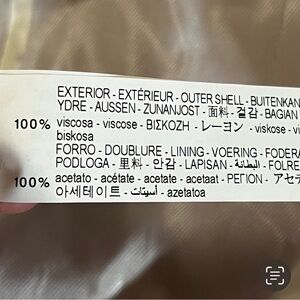 EXTERIOR - EXTÉRIEUR - OUTER SHELL - BUITENKAN
YDRE - AUSSEN - ZUNANJOST - 面料 - 겉감 - BAGIAN
100% viscosa - viscose - ΒΙΣΚΟΖΗ - レーヨン - viskose - vi
biskosa
FORRO - DOUBLURE - LINING - VOERING - FODERA
PODLOGA - 里料 - 안감 - LAPISAN - البطانة - FOLRE
100% acetato - acétate - acetate - acetaat - ΡΕΓΙΟΝ - アセテ
아세테이트 - أسيتات - azetatoa